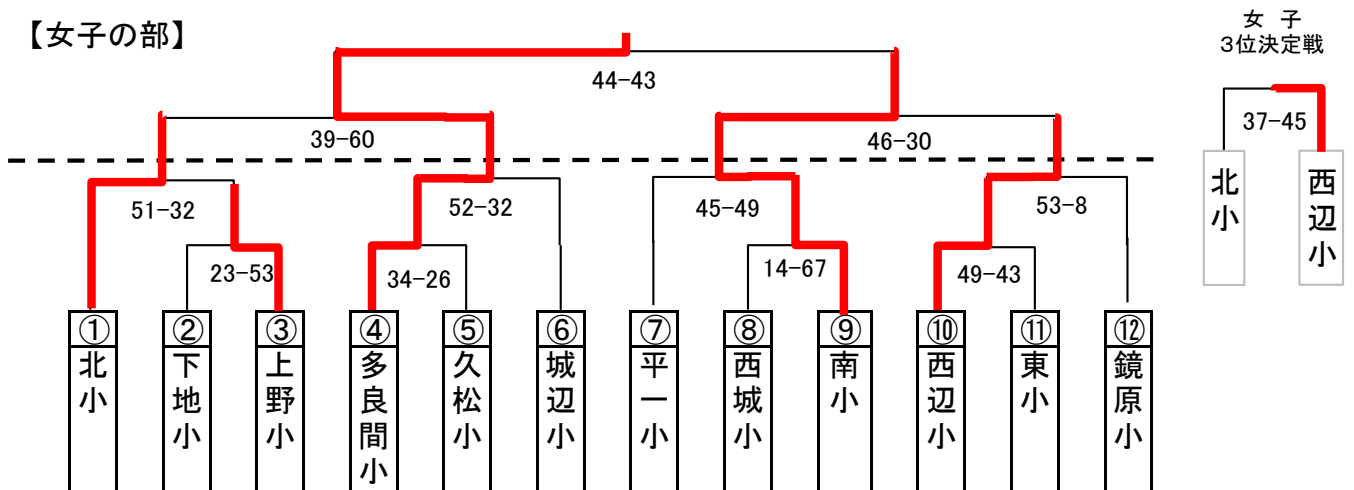 【女子の部】
女 子
3位決定戦
44-43
37-45
39-60
46-30
北小
西辺小
51-32
52-32
45-49
53-8
23-53
34-26
14-67
49-43
①
②
③
④
⑤
⑥
⑦
⑧
⑨
⑩
⑪
⑫
北小
下地小
上野小
多良間小
久松小
城辺小
平一小
西城小
南小
西辺小
東小
鏡原小